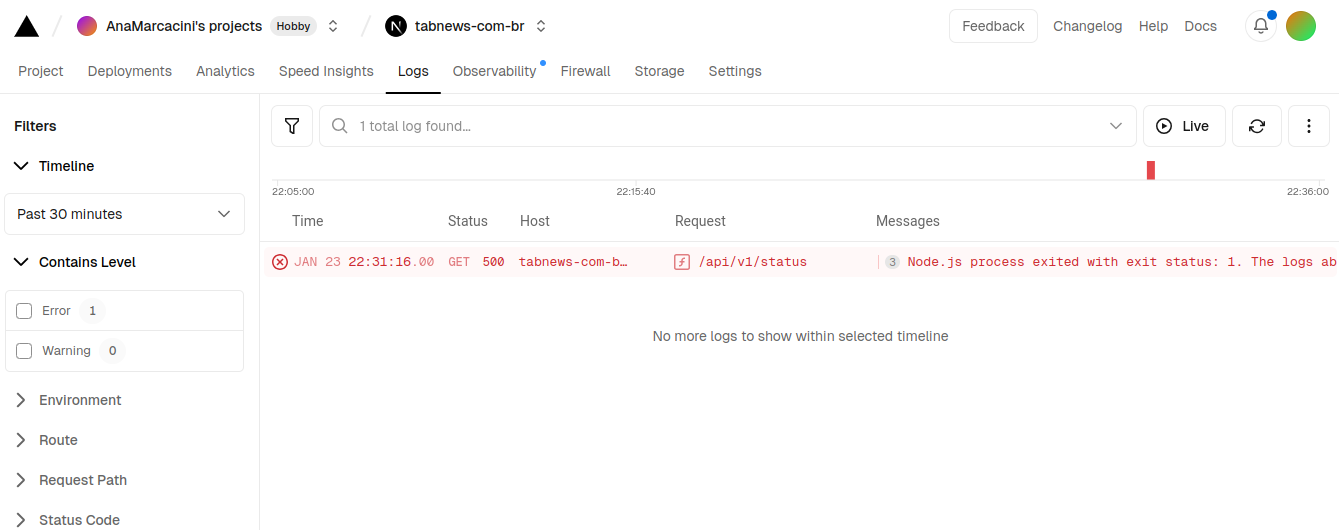 AnaMarcacini's projects Hobby tabnews-com-br Feedback Changelog Help Docs
Project Deployments Analytics Speed Insights Logs Observability Firewall Storage Settings
Filters
Timeline
Past 30 minutes
Contains Level
Error 1
Warning 0
Environment
Route
Request Path
Status Code
1 total log found...
Live
22:05:00 22:15:40 22:36:00
Time Status Host Request Messages
JAN 23 22:31:16.00 GET 500 tabnews-com-b… /api/v1/status 3 Node.js process exited with exit status: 1. The logs ab
No more logs to show within selected timeline